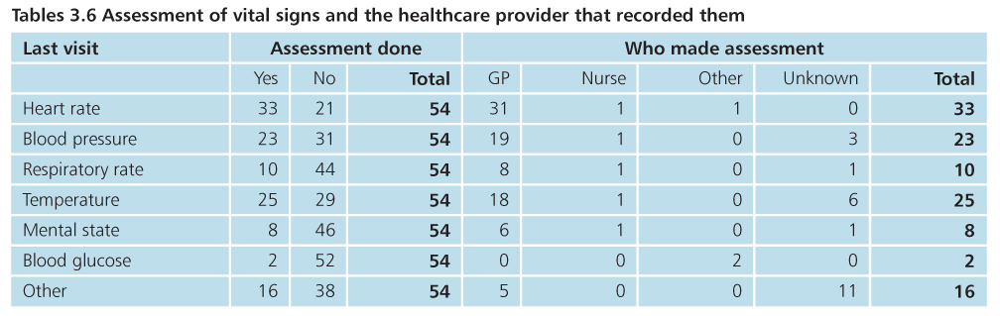 Tables 3.6 Assessment of vital signs and the healthcare provider that recorded them
Last visit Assessment done Who made assessment
Yes No Total GP Nurse Other Unknown Total
Heart rate 33 21 54 31 1 1 0 33
Blood pressure 23 31 54 19 1 0 3 23
Respiratory rate 10 44 54 8 1 0 1 10
Temperature 25 29 54 18 1 0 6 25
Mental state 8 46 54 6 1 0 1 8
Blood glucose 2 52 54 0 0 2 0 2
Other 16 38 54 5 0 0 11 16